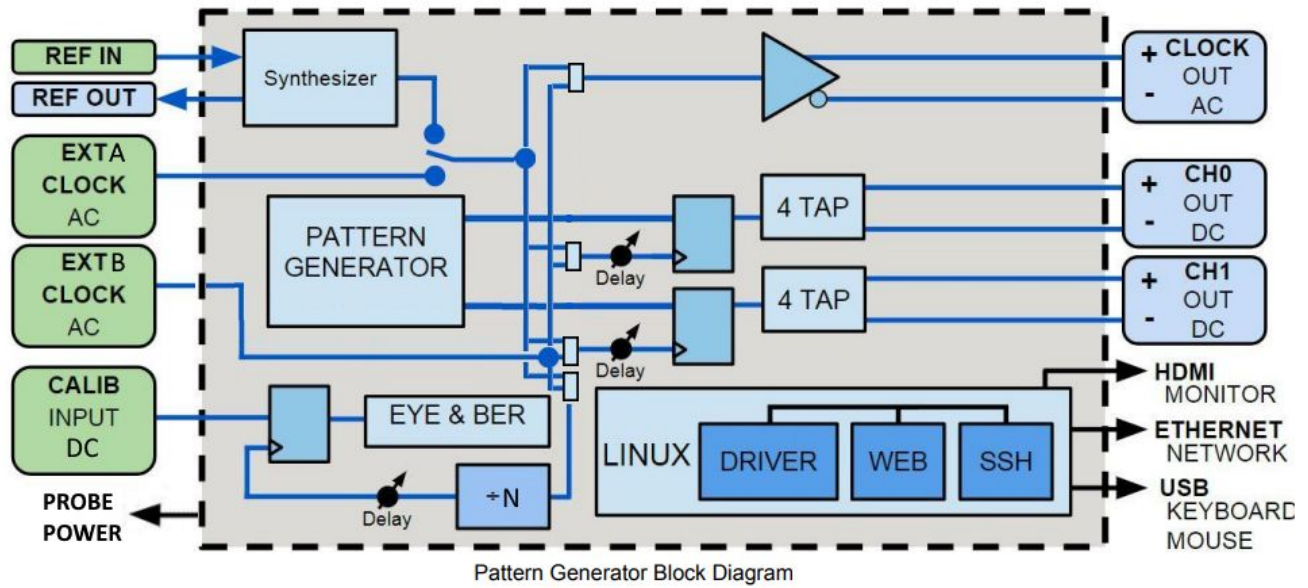 REF IN
REF OUT
EXTA
CLOCK
AC
EXTB
CLOCK
AC
CALIB
INPUT
DC
PROBE
POWER
Synthesizer
PATTERN
GENERATOR
Delay
Delay
4 TAP
4 TAP
EYE & BER
÷N
Delay
LINUX
DRIVER
WEB
SSH
+ CLOCK
OUT
- AC
+ CH0
OUT
- DC
+ CH1
OUT
- DC
HDMI
MONITOR
ETHERNET
NETWORK
USB
KEYBOARD
MOUSE
Pattern Generator Block Diagram